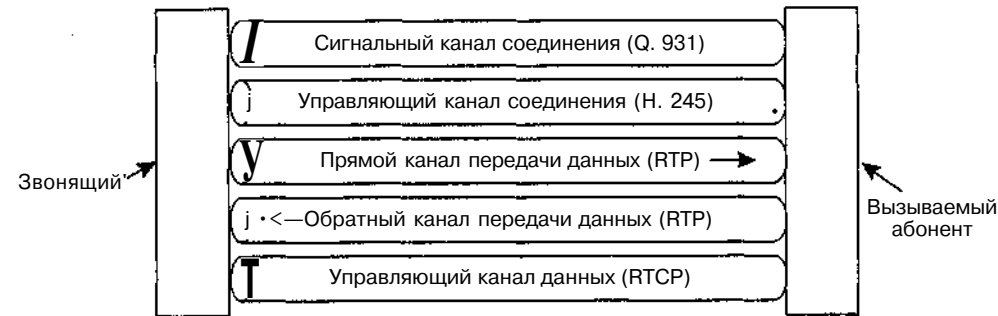 I Сигнальный канал соединения (Q. 931)
j Управляющий канал соединения (H. 245)
y Прямой канал передачи данных (RTP)
Звонящий
j •<—Обратный канал передачи данных (RTP)
Вызываемый
абонент
T Управляющий канал данных (RTCP)